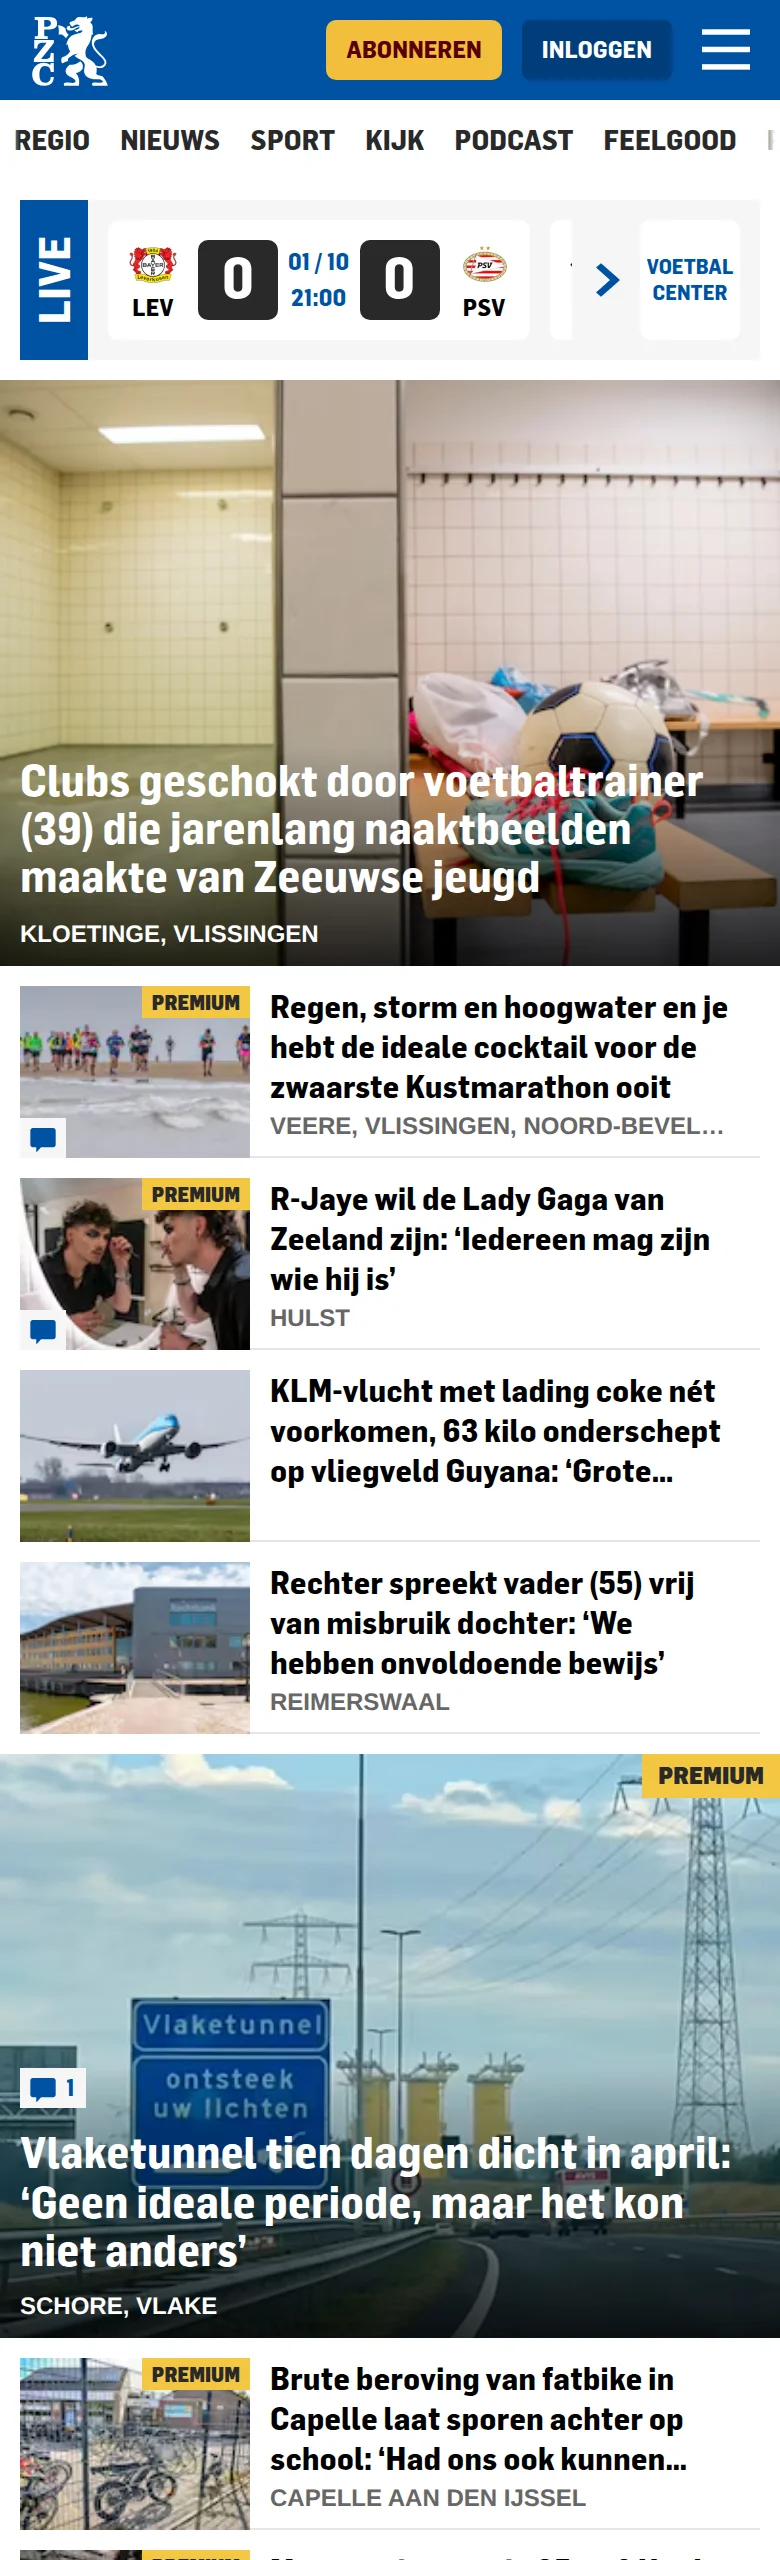 PZC
ABONNEREN
INLOGGEN
REGIO NIEUWS SPORT KIJK PODCAST FEELGOOD
LIVE
LEV
0
01 / 10
21:00
0
PSV
VOETBAL
CENTER
Clubs geschokt door voetbaltrainer
(39) die jarenlang naaktbeelden
maakte van Zeeuwse jeugd
KLOETINGE, VLISSINGEN
PREMIUM
Regen, storm en hoogwater en je
hebt de ideale cocktail voor de
zwaarste Kustmarathon ooit
VEERE, VLISSINGEN, NOORD-BEVEL...
PREMIUM
R-Jaye wil de Lady Gaga van
Zeeland zijn: ‘Iedereen mag zijn
wie hij is’
HULST
KLM-vlucht met lading coke nét
voorkomen, 63 kilo onderschept
op vliegveld Guyana: ‘Grote...
Rechter spreekt vader (55) vrij
van misbruik dochter: ‘We
hebben onvoldoende bewijs’
REIMERSWAAL
PREMIUM
Vlaketunnel
ontsteek
uw lichten
1
Vlaketunnel tien dagen dicht in april:
‘Geen ideale periode, maar het kon
niet anders’
SCHORE, VLAKE
PREMIUM
Brute beroving van fatbike in
Capelle laat sporen achter op
school: ‘Had ons ook kunnen...
CAPELLE AAN DEN IJSSEL